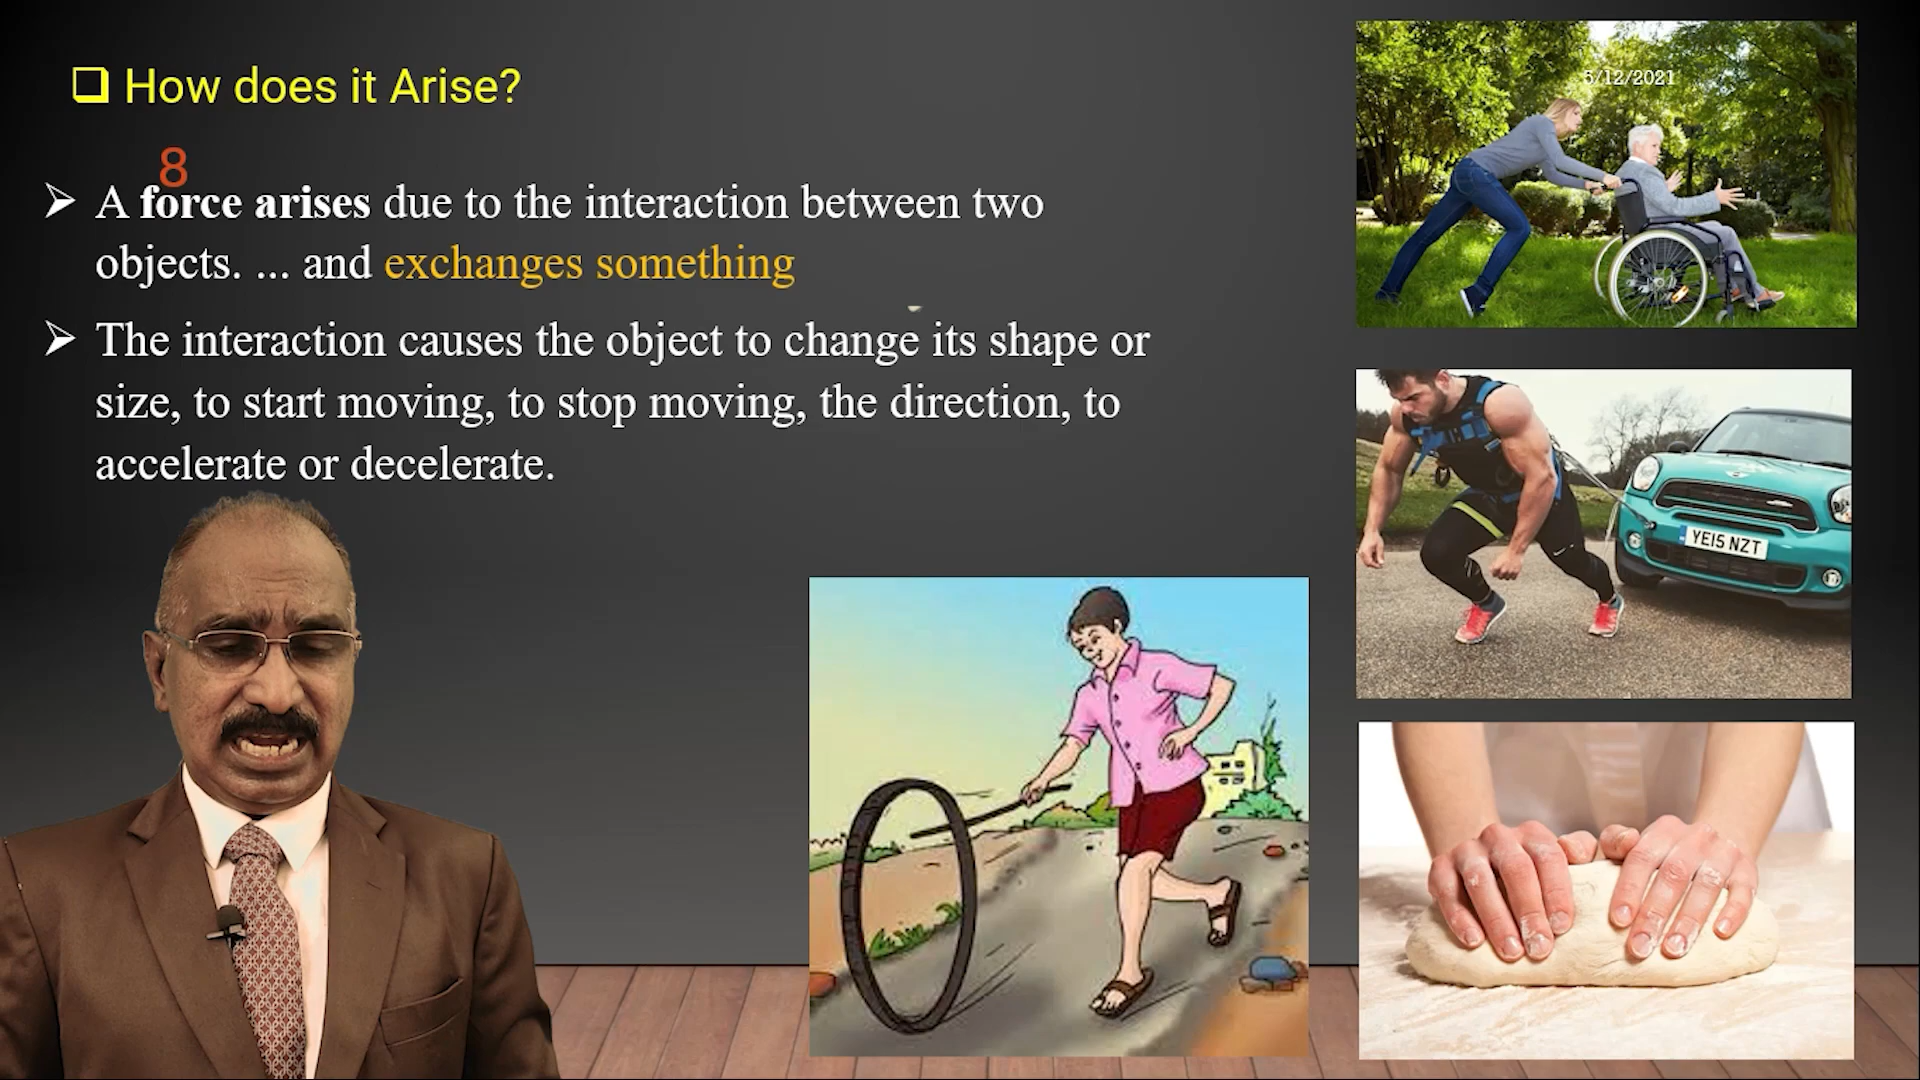 How does it Arise?
8
A force arises due to the interaction between two
objects. ... and exchanges something
The interaction causes the object to change its shape or
size, to start moving, to stop moving, the direction, to
accelerate or decelerate.
5/12/2021
YE15 NZT